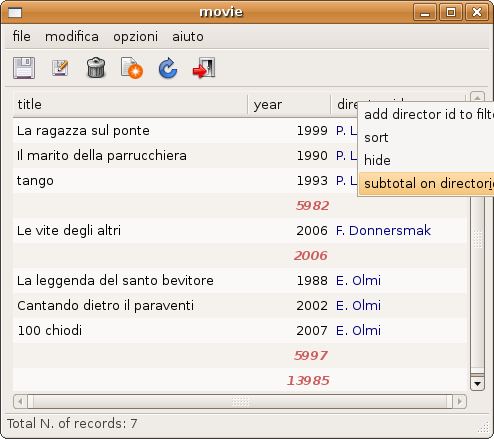 movie
file modifica opzioni aiuto
title year
La ragazza sul ponte 1999 P.
add director id to
Il marito della parrucchiera 1990 P.
sort
tango 1993 P.
hide
subtotal on
5982
Le vite degli altri 2006 F. Donnersmak
2006
La leggenda del santo bevitore 1988 E. Olmi
Cantando dietro il paraventi 2002 E. Olmi
100 chiodi 2007 E. Olmi
5997
13985
Total N. of records: 7